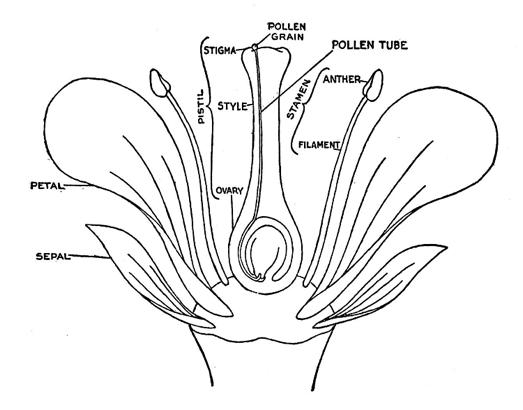 POLLEN
GRAIN
STIGMA
POLLEN TUBE
ANTHER
PISTIL
STYLE
STAMEN
FILAMENT
OVARY
PETAL
SEPAL